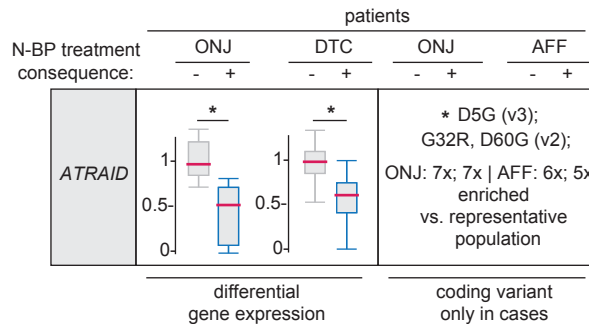 patients
N-BP treatment ONJ DTC ONJ AFF
consequence: - + - + - + - +
ATRAID
* *
1 1
0.5 0.5
0 0
* D5G (v3);
G32R, D60G (v2);
ONJ: 7x; 7x | AFF: 6x; 5x
enriched
vs. representative
population
differential
gene expression
coding variant
only in cases